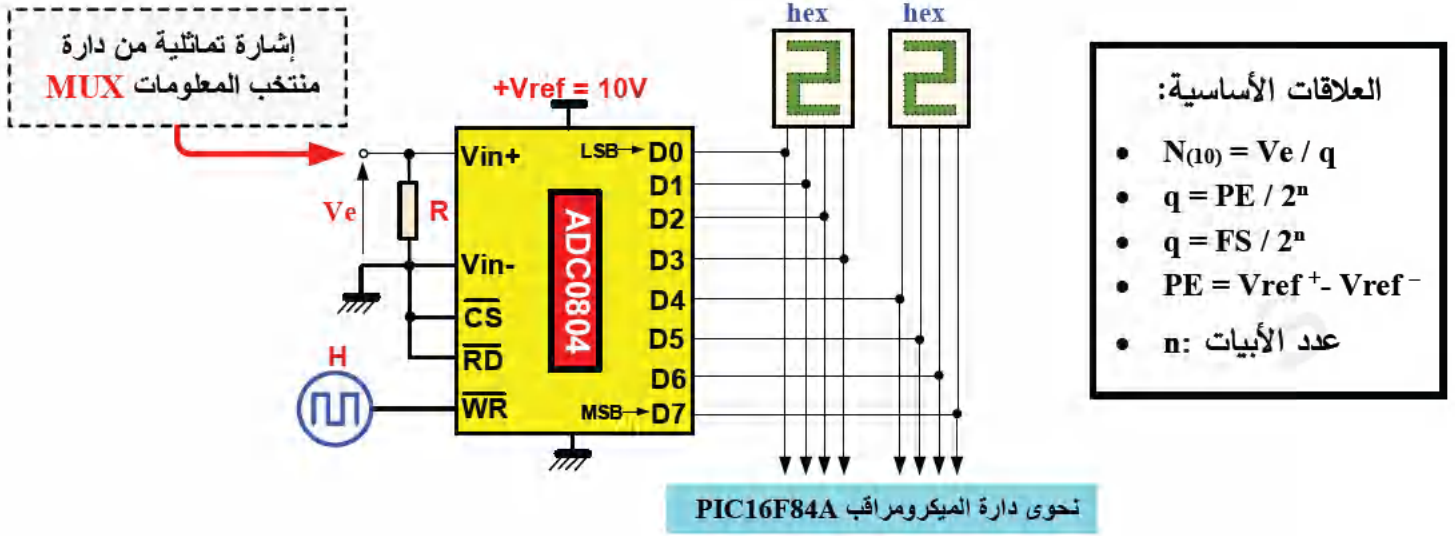 إشارة تماثلية من دارة
منتخب المعلومات MUX
+Vref = 10V
hex
hex
Vin+
Ve
R
Vin-
CS
RD
H
WR
ADC0804
LSB→ D0
D1
D2
D3
D4
D5
D6
MSB→ D7
نحوى دارة الميكرومراقب PIC16F84A
العلاقات الأساسية:
• N(10) = Ve / q
• q = PE / 2ⁿ
• q = FS / 2ⁿ
• PE = Vref ⁺- Vref ⁻
• n: عدد الأبيات